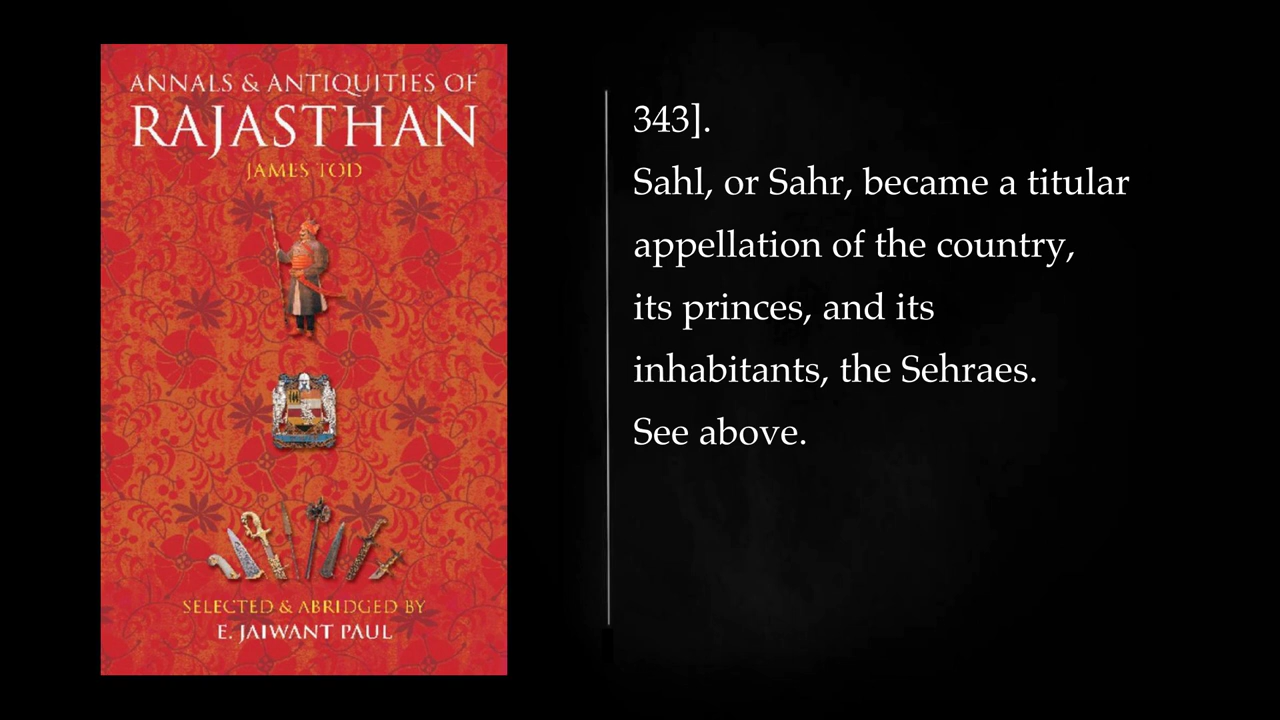 ANNALS & ANTIQUITIES OF
RAJASTHAN
JAMES TOD
SELECTED & ABRIDGED BY
E. JAIWANT PAUL
343].
Sahl, or Sahr, became a titular
appellation of the country,
its princes, and its
inhabitants, the Sehraes.
See above.